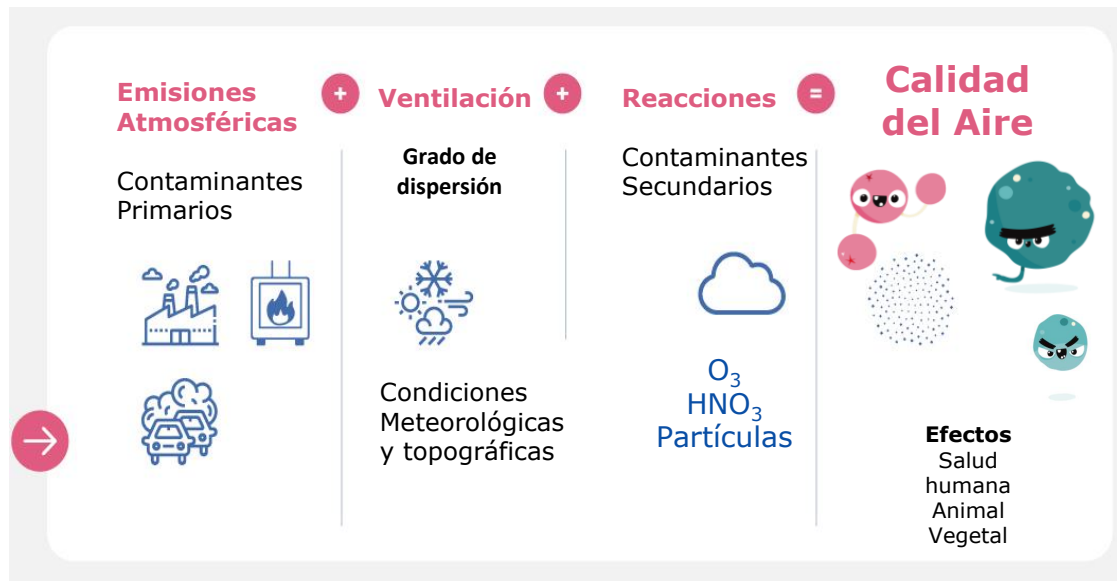 Emisiones
Atmosféricas
+
Ventilación
+
Reacciones
=
Calidad
del Aire
Contaminantes
Primarios
Grado de
dispersión
Condiciones
Meteorológicas
y topográficas
Contaminantes
Secundarios
O₃
HNO₃
Partículas
Efectos
Salud
humana
Animal
Vegetal